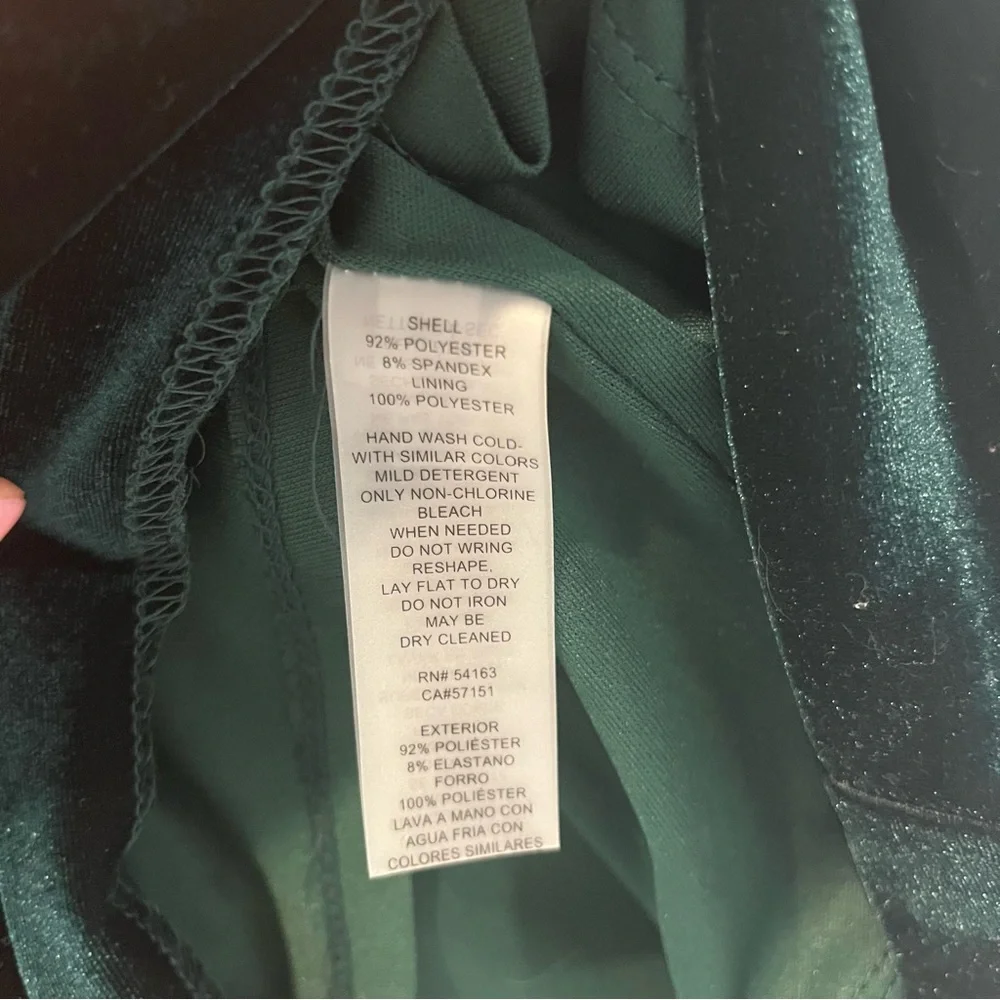 SHELL
92% POLYESTER
8% SPANDEX
LINING
100% POLYESTER
HAND WASH COLD-
WITH SIMILAR COLORS
MILD DETERGENT
ONLY NON-CHLORINE
BLEACH
WHEN NEEDED
DO NOT WRING
RESHAPE,
LAY FLAT TO DRY
DO NOT IRON
MAY BE
DRY CLEANED
RN# 54163
CA#57151
EXTERIOR
92% POLIÉSTER
8% ELASTANO
FORRO
100% POLIÉSTER
LAVA A MANO CON
AGUA FRIA CON
COLORES SIMILARES